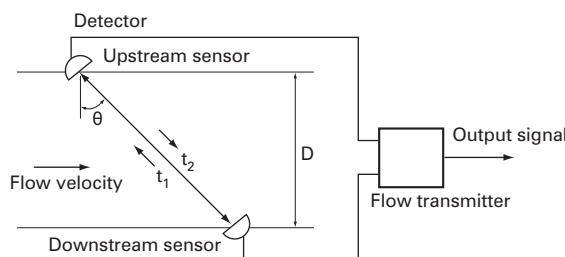 Detector
Upstream sensor
θ
t2
t1
D
Flow velocity
Output signal
Flow transmitter
Downstream sensor